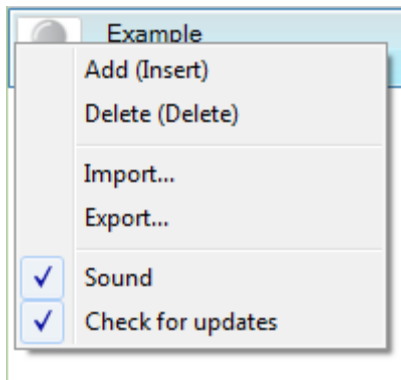 Example
Add (Insert)
Delete (Delete)
Import...
Export...
Sound
Check for updates